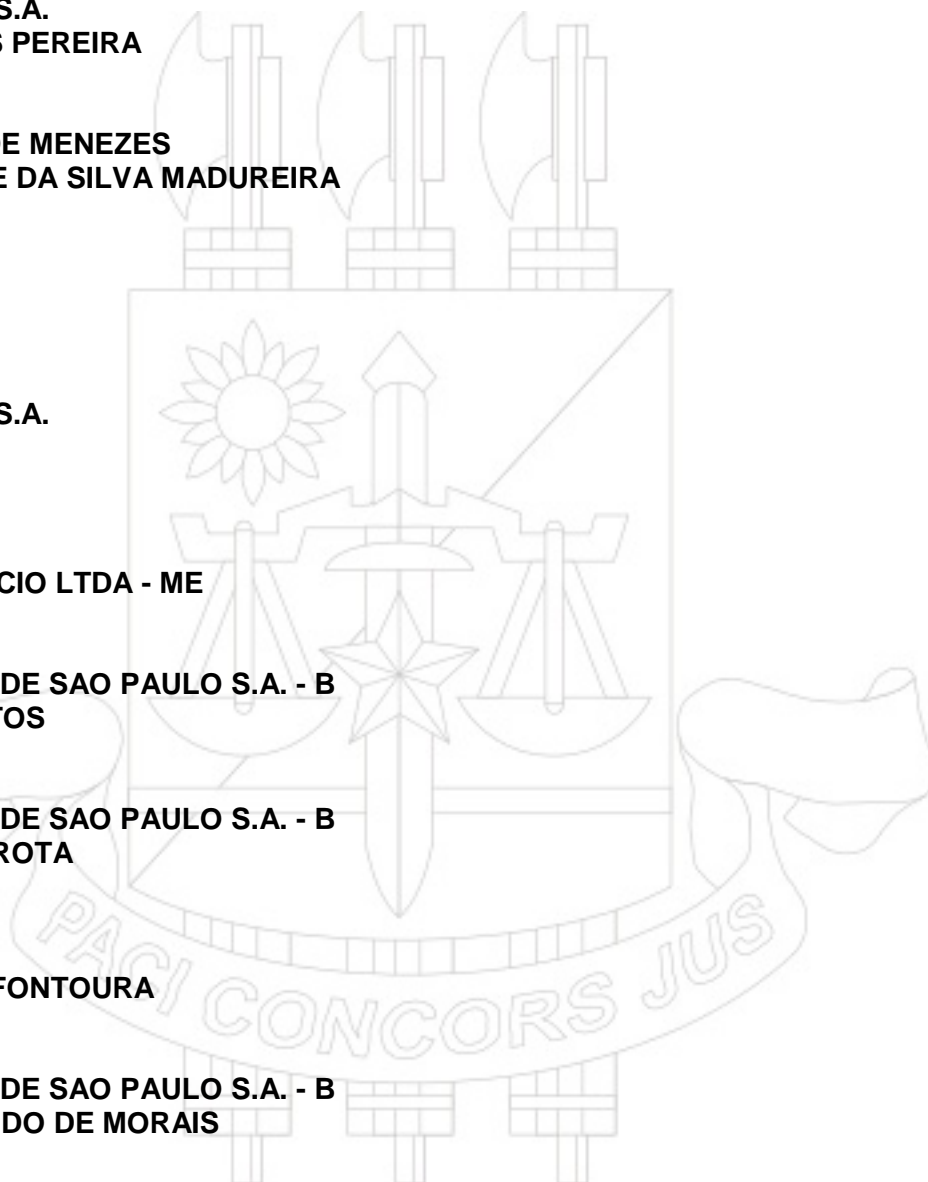 S.A.
S PEREIRA
DE MENEZES
E DA SILVA MADUREIRA
S.A.
CIO LTDA - ME
DE SAO PAULO S.A. - B
TOS
DE SAO PAULO S.A. - B
ROTA
FONTOURA
DE SAO PAULO S.A. - B
DO DE MORAIS
PACI CONCORS JUS